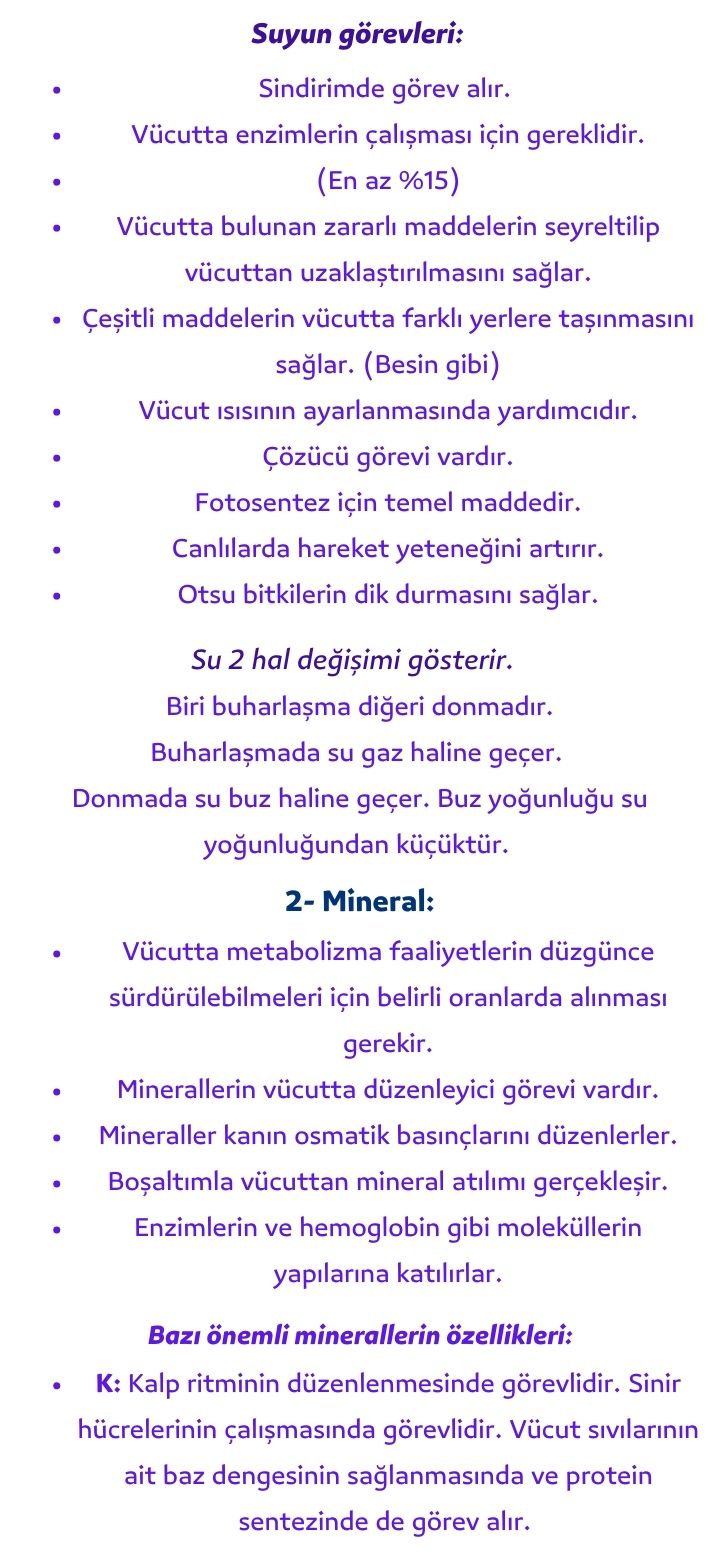 Suyun görevleri:
• Sindirimde görev alır.
• Vücutta enzimlerin çalışması için gereklidir.
• (En az %15)
• Vücutta bulunan zararlı maddelerin seyreltilip
vücuttan uzaklaştırılmasını sağlar.
• Çeşitli maddelerin vücutta farklı yerlere taşınmasını
sağlar. (Besin gibi)
• Vücut ısısının ayarlanmasında yardımcıdır.
• Çözücü görevi vardır.
• Fotosentez için temel maddedir.
• Canlılarda hareket yeteneğini artırır.
• Otsu bitkilerin dik durmasını sağlar.
Su 2 hal değişimi gösterir.
Biri buharlaşma diğeri donmadır.
Buharlaşmada su gaz haline geçer.
Donmada su buz haline geçer. Buz yoğunluğu su
yoğunluğundan küçüktür.
2- Mineral:
• Vücutta metabolizma faaliyetlerin düzgünce
sürdürülebilmeleri için belirli oranlarda alınması
gerekir.
• Minerallerin vücutta düzenleyici görevi vardır.
• Mineraller kanın osmatik basınçlarını düzenlerler.
• Boşaltımla vücuttan mineral atılımı gerçekleşir.
• Enzimlerin ve hemoglobin gibi moleküllerin
yapılarına katılırlar.
Bazı önemli minerallerin özellikleri:
• K: Kalp ritminin düzenlenmesinde görevlidir. Sinir
hücrelerinin çalışmasında görevlidir. Vücut sıvılarının
ait baz dengesinin sağlanmasında ve protein
sentezinde de görev alır.